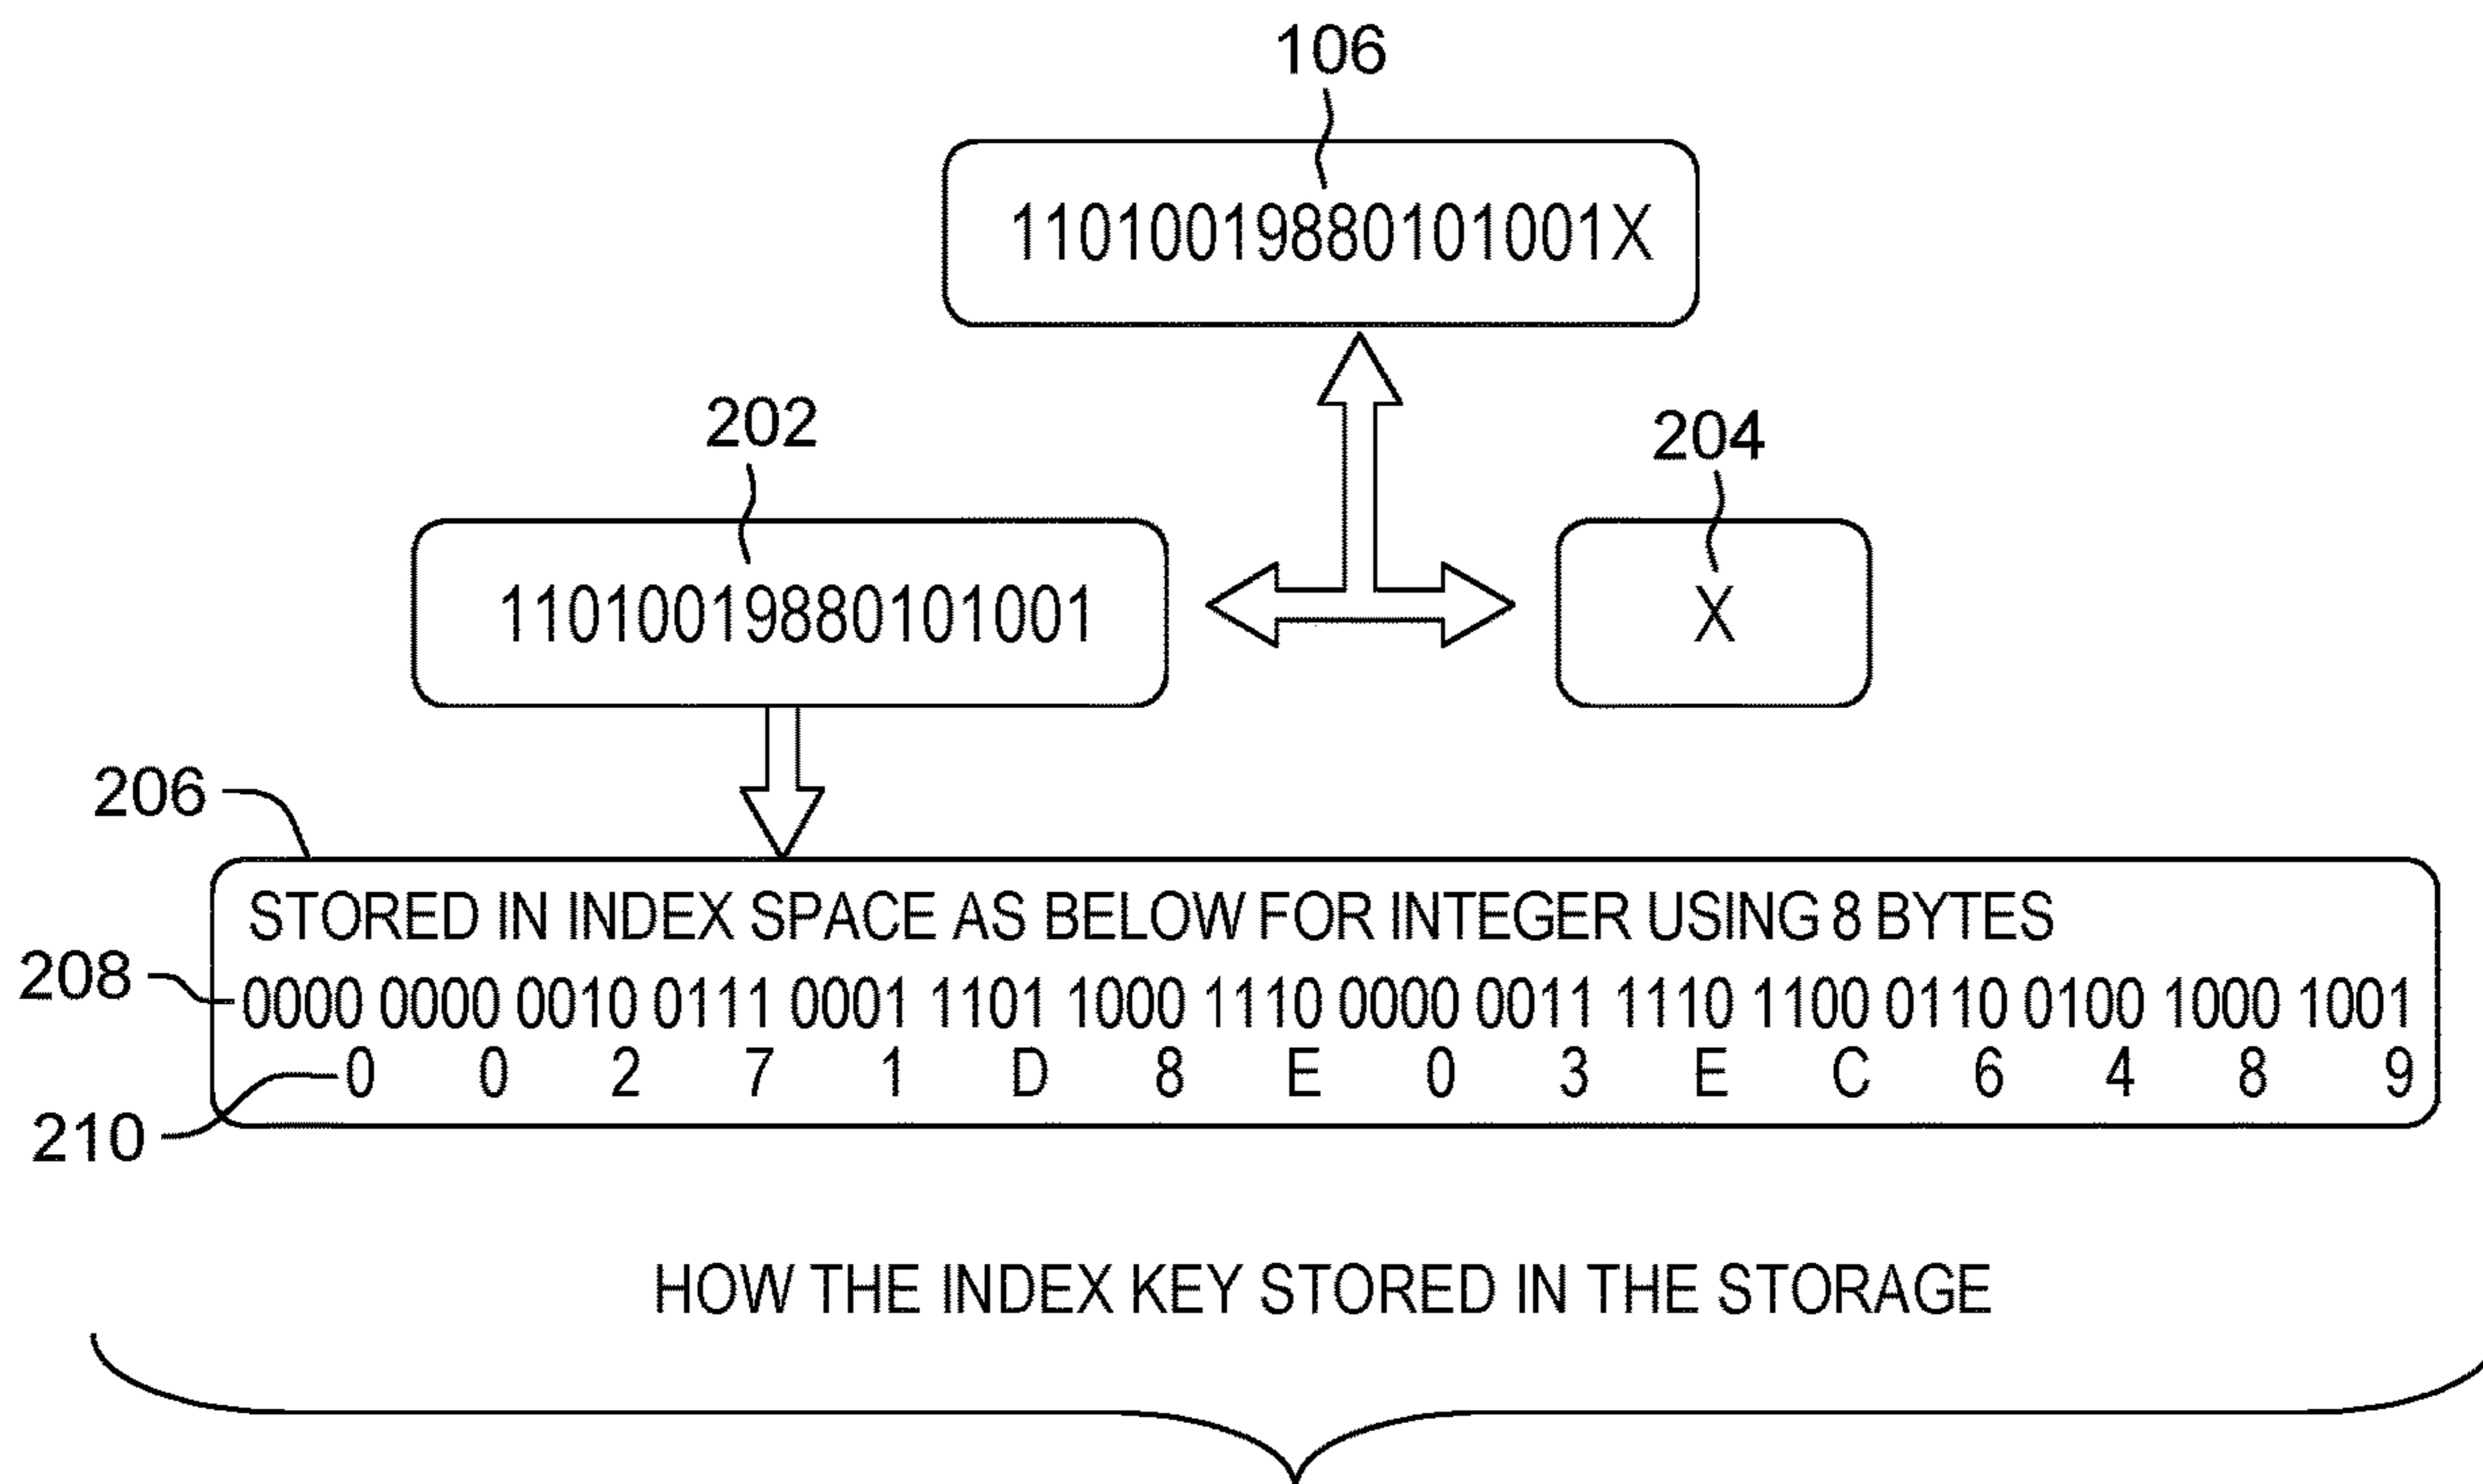 106
11010019880101001X
202
204
11010019880101001
X
206
STORED IN INDEX SPACE AS BELOW FOR INTEGER USING 8 BYTES
208
0000 0000 0010 0111 0001 1101 1000 1110 0000 0011 1110 1100 0110 0100 1000 1001
0 0 2 7 1 D 8 E 0 3 E C 6 4 8 9
210
HOW THE INDEX KEY STORED IN THE STORAGE